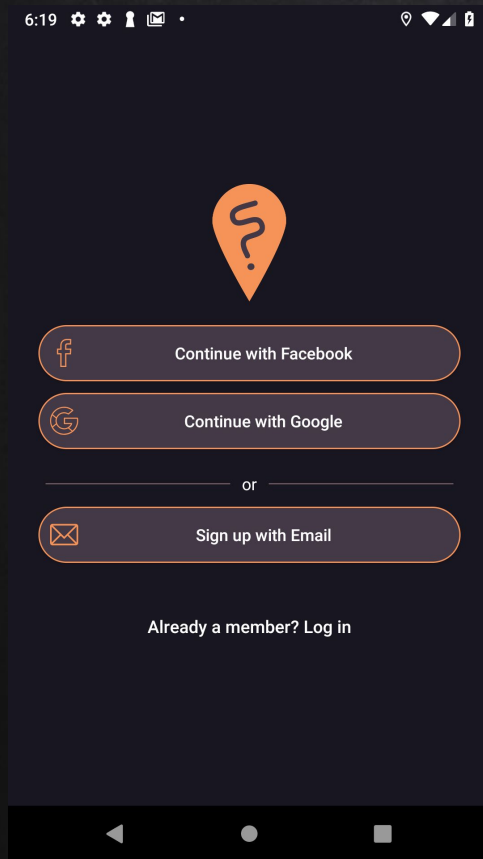 6:19
Continue with Facebook
Continue with Google
or
Sign up with Email
Already a member? Log in